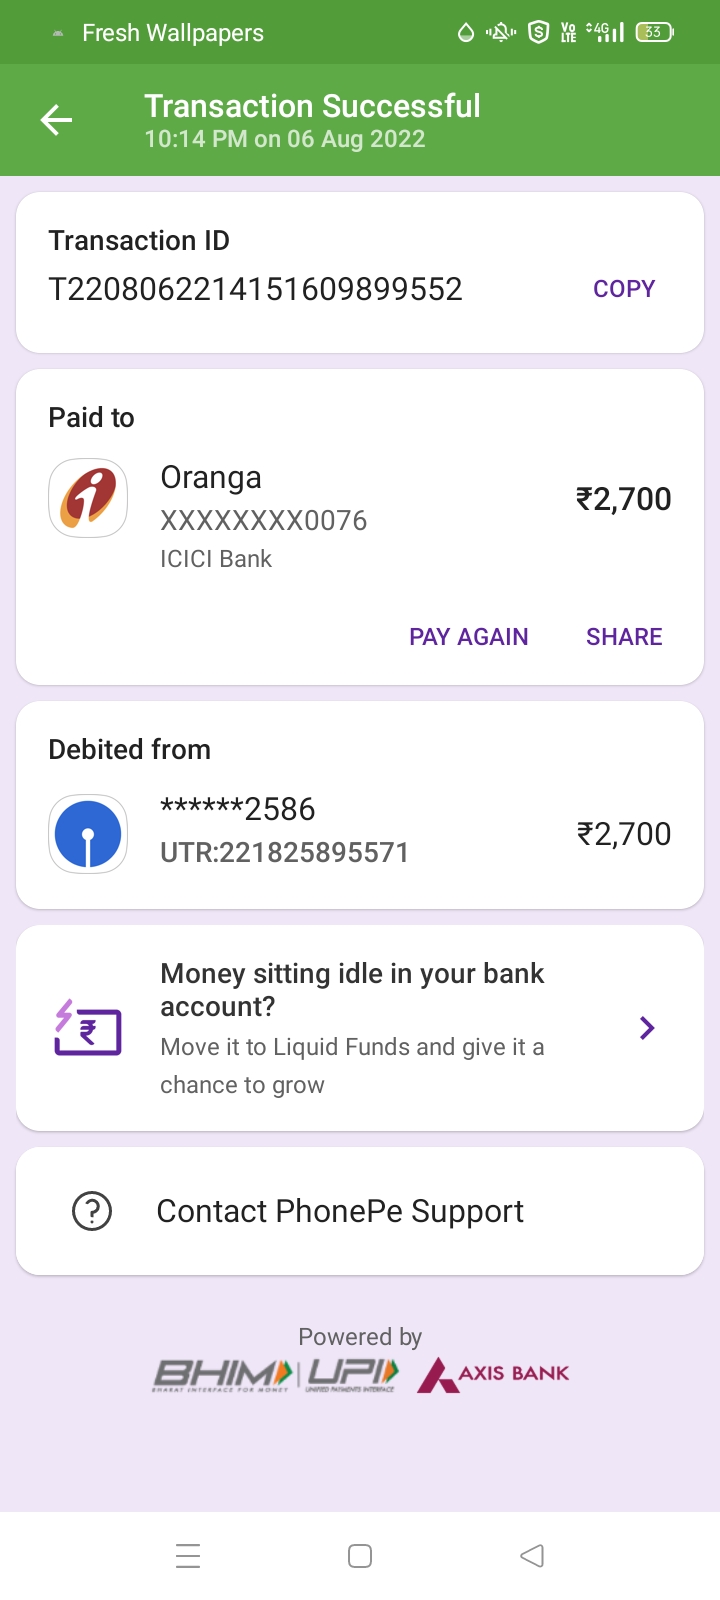 Fresh Wallpapers
Vo LTE 4G 33
Transaction Successful
10:14 PM on 06 Aug 2022
Transaction ID
T2208062214151609899552 COPY
Paid to
Oranga
XXXXXXXX0076
ICICI Bank
₹2,700
PAY AGAIN SHARE
Debited from
******2586
UTR:221825895571
₹2,700
Money sitting idle in your bank
account?
Move it to Liquid Funds and give it a
chance to grow
Contact PhonePe Support
Powered by
BHIM UPI AXIS BANK
BHARAT INTERFACE FOR MONEY UNIFIED PAYMENTS INTERFACE